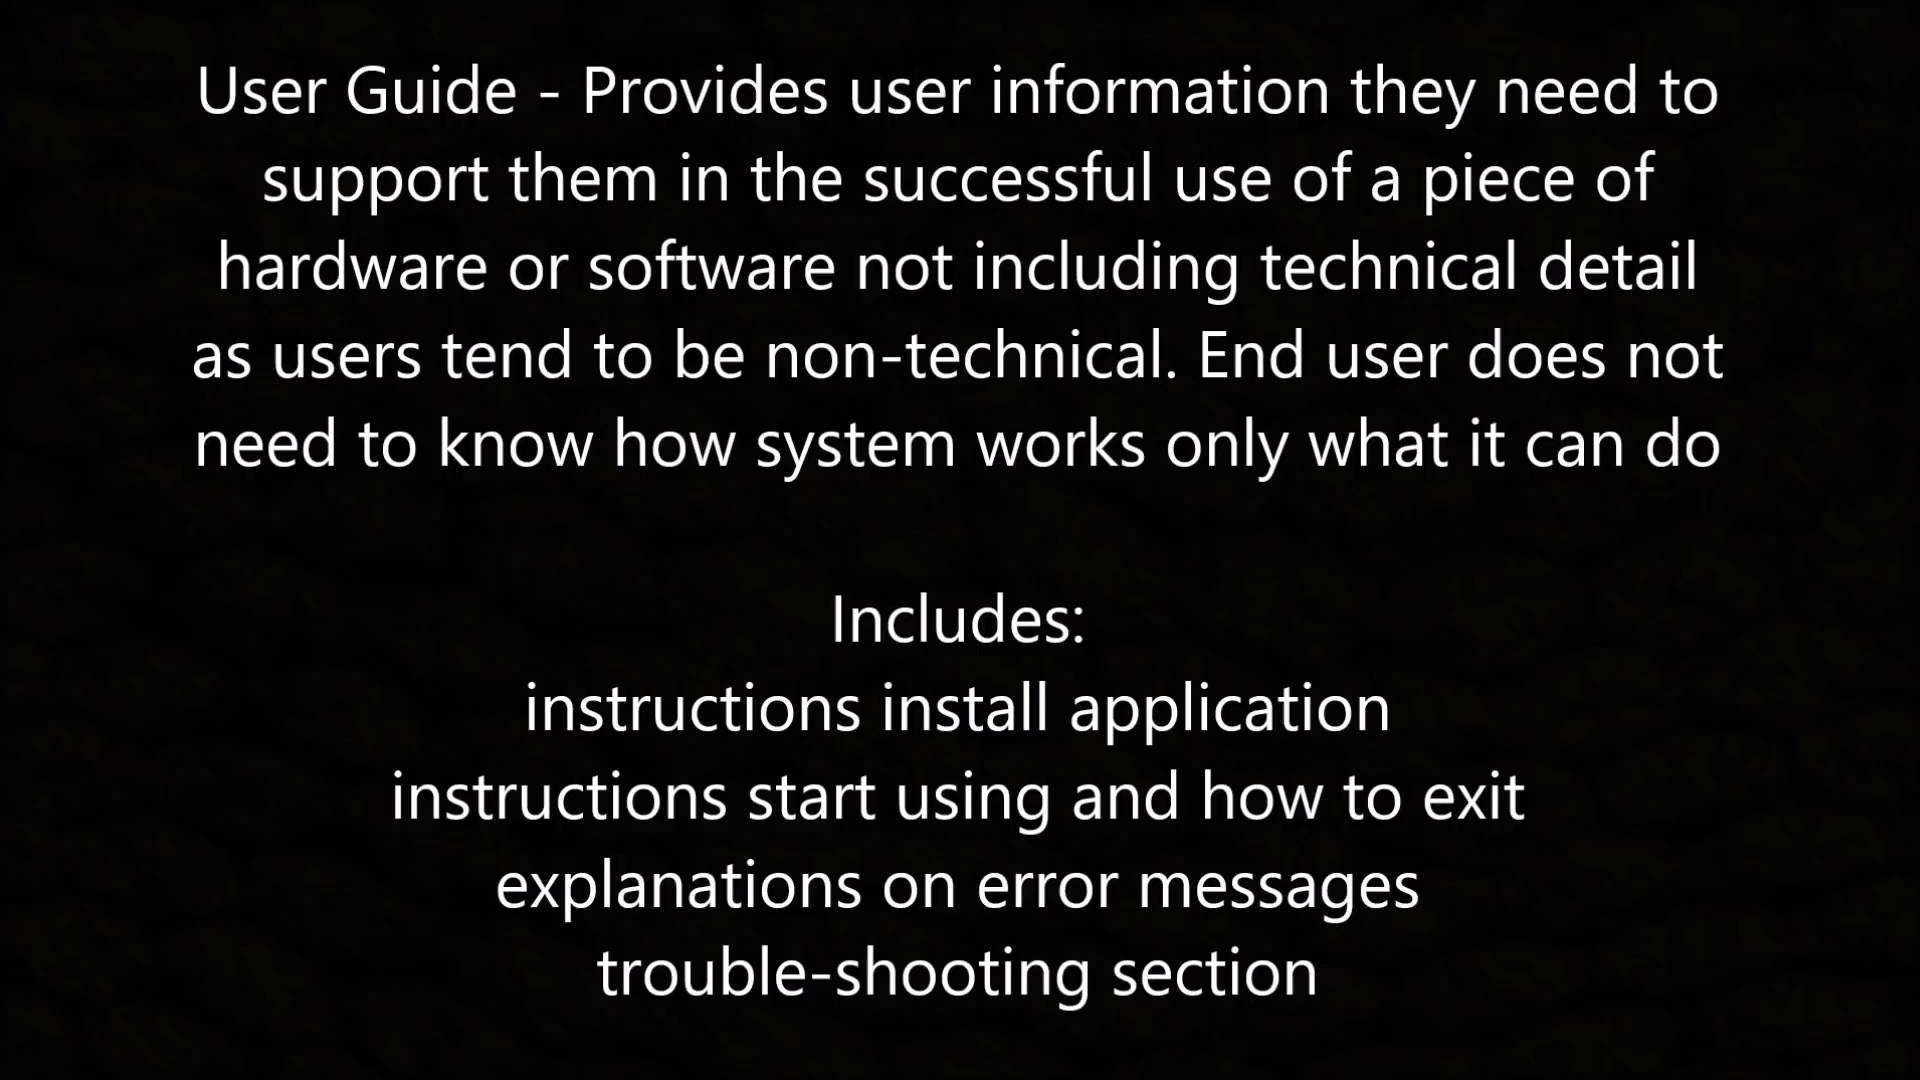 User Guide - Provides user information they need to
support them in the successful use of a piece of
hardware or software not including technical detail
as users tend to be non-technical. End user does not
need to know how system works only what it can do
Includes:
instructions install application
instructions start using and how to exit
explanations on error messages
trouble-shooting section